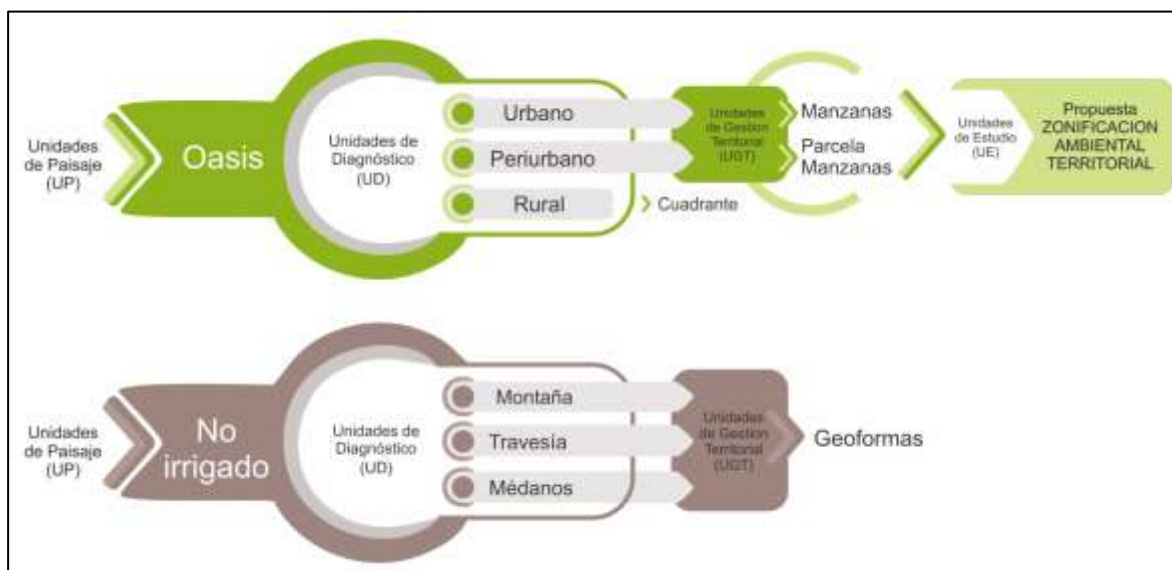 Unidades
de Paisaje
(UP)
Oasis
Unidades de
Diagnóstico
(UD)
Urbano
Periurbano
Rural
Cuadrante
Unidades
de Gestion
Territorial
(UGT)
Manzanas
Parcela
Manzanas
Unidades
de Estudio
(UE)
Propuesta
ZONIFICACION
AMBIENTAL
TERRITORIAL
Unidades
de Paisaje
(UP)
No
irrigado
Unidades de
Diagnóstico
(UD)
Montaña
Travesía
Médanos
Unidades
de Gestion
Territorial
(UGT)
Geoformas